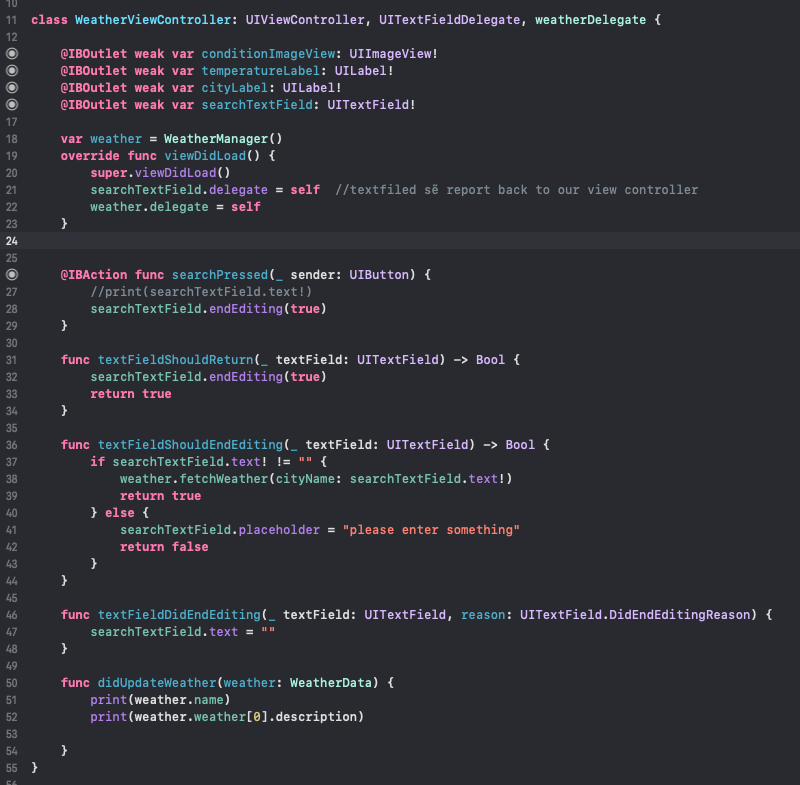 10
11 class WeatherViewController: UIViewController, UITextFieldDelegate, weatherDelegate {
12
@IBOutlet weak var conditionImageView: UIImageView!
@IBOutlet weak var temperatureLabel: UILabel!
@IBOutlet weak var cityLabel: UILabel!
@IBOutlet weak var searchTextField: UITextField!
17
18 var weather = WeatherManager()
19 override func viewDidLoad() {
20 super.viewDidLoad()
21 searchTextField.delegate = self  //textfiled sẽ report back to our view controller
22 weather.delegate = self
23 }
24
25
@IBAction func searchPressed(_ sender: UIButton) {
27 //print(searchTextField.text!)
28 searchTextField.endEditing(true)
29 }
30
31 func textFieldShouldReturn(_ textField: UITextField) -> Bool {
32 searchTextField.endEditing(true)
33 return true
34 }
35
36 func textFieldShouldEndEditing(_ textField: UITextField) -> Bool {
37 if searchTextField.text! != "" {
38 weather.fetchWeather(cityName: searchTextField.text!)
39 return true
40 } else {
41 searchTextField.placeholder = "please enter something"
42 return false
43 }
44 }
45
46 func textFieldDidEndEditing(_ textField: UITextField, reason: UITextField.DidEndEditingReason) {
47 searchTextField.text = ""
48 }
49
50 func didUpdateWeather(weather: WeatherData) {
51 print(weather.name)
52 print(weather.weather[0].description)
53
54 }
55 }
56